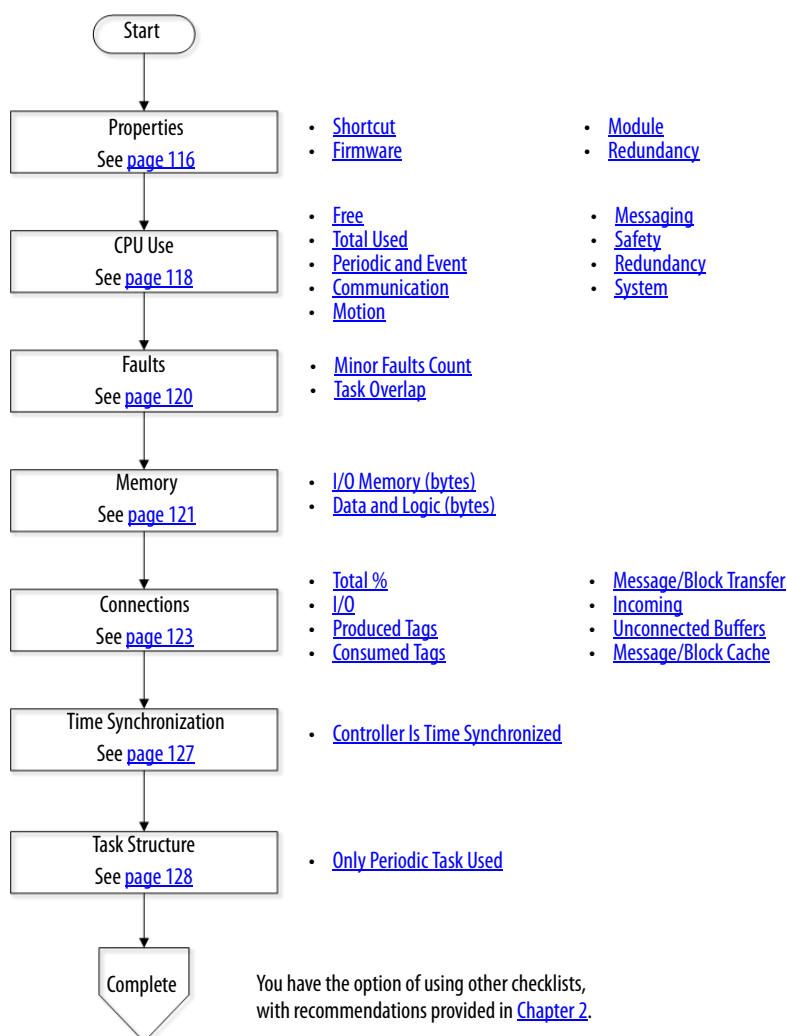 Start
Properties
See page 116
• Shortcut
• Firmware
• Module
• Redundancy
CPU Use
See page 118
• Free
• Total Used
• Periodic and Event
• Communication
• Motion
• Messaging
• Safety
• Redundancy
• System
Faults
See page 120
• Minor Faults Count
• Task Overlap
Memory
See page 121
• I/O Memory (bytes)
• Data and Logic (bytes)
Connections
See page 123
• Total %
• I/O
• Produced Tags
• Consumed Tags
• Message/Block Transfer
• Incoming
• Unconnected Buffers
• Message/Block Cache
Time Synchronization
See page 127
• Controller Is Time Synchronized
Task Structure
See page 128
• Only Periodic Task Used
Complete
You have the option of using other checklists,
with recommendations provided in Chapter 2.